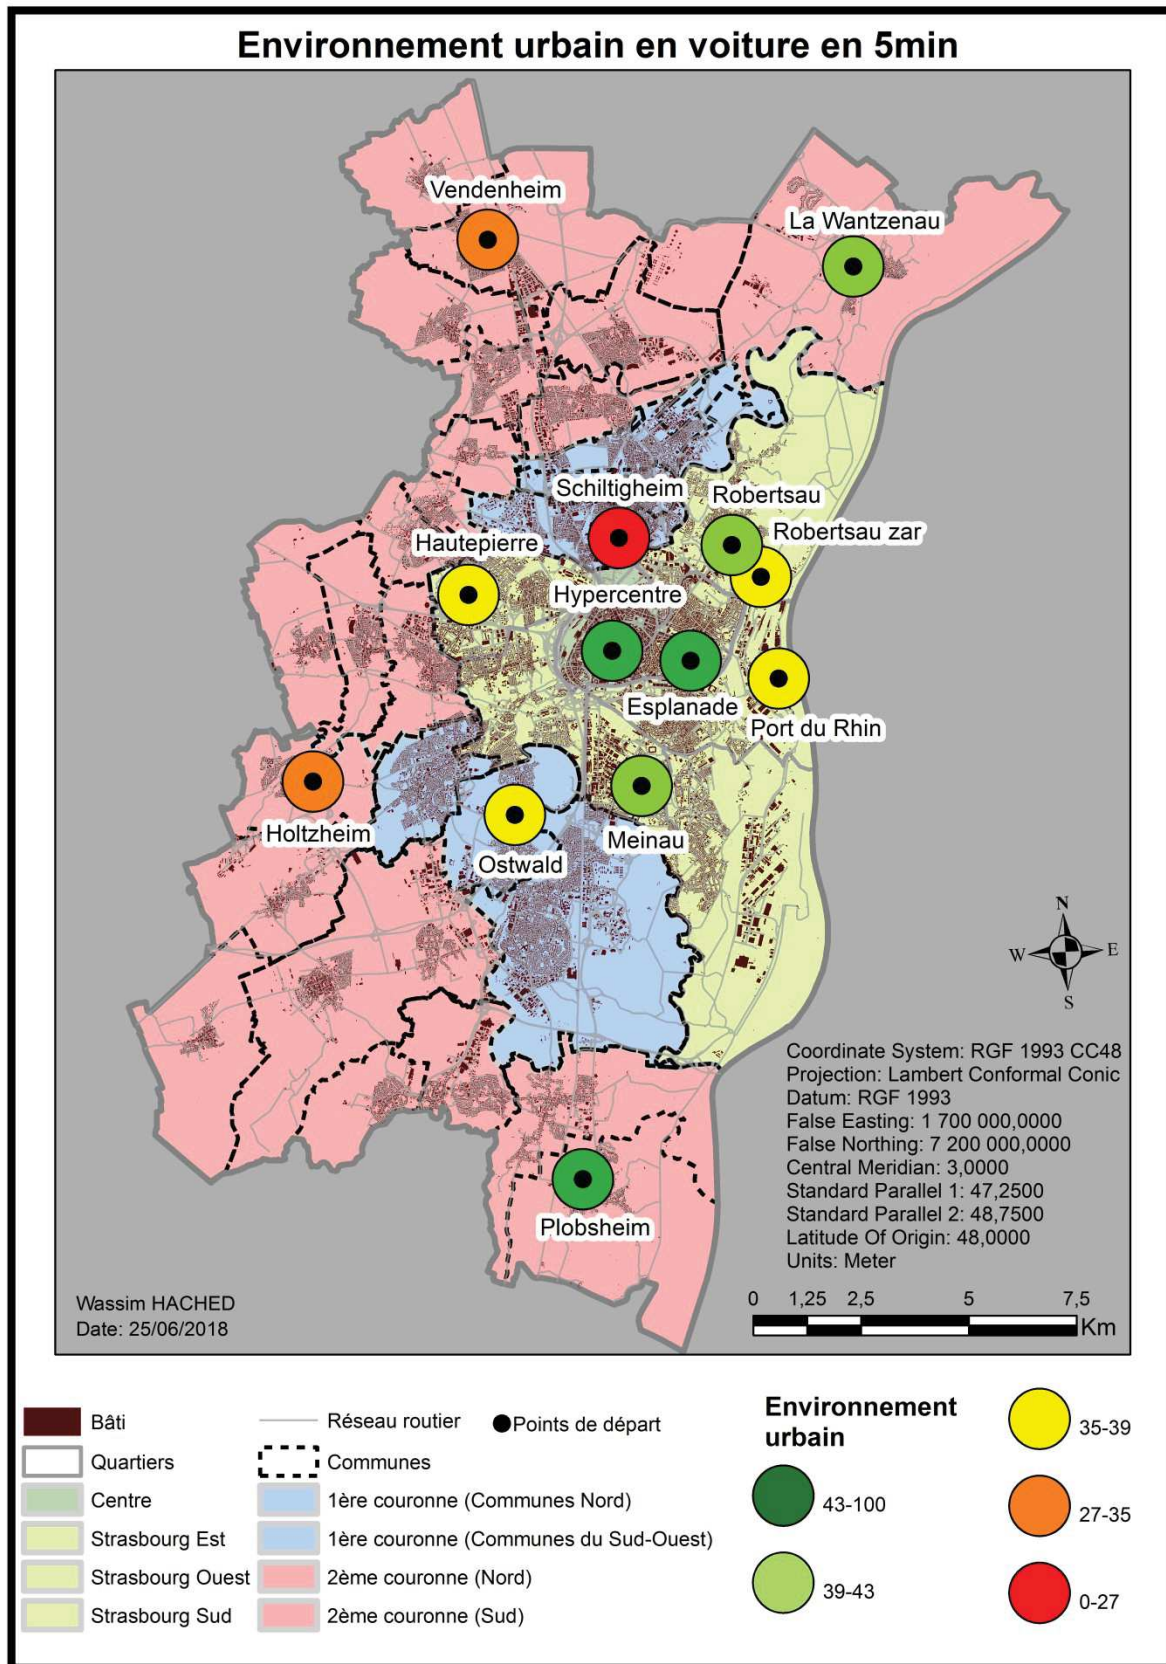 Environnement urbain en voiture en 5min
Vendenheim
La Wantzenau
Schiltigheim
Robertsau
Hautepierre
Robertsau zar
Hypercentre
Esplanade
Port du Rhin
Holtzheim
Meinau
Ostwald
Plobsheim
N
W
E
S
Coordinate System: RGF 1993 CC48
Projection: Lambert Conformal Conic
Datum: RGF 1993
False Easting: 1 700 000,0000
False Northing: 7 200 000,0000
Central Meridian: 3,0000
Standard Parallel 1: 47,2500
Standard Parallel 2: 48,7500
Latitude Of Origin: 48,0000
Units: Meter
Wassim HACHED
Date: 25/06/2018
0 1,25 2,5 5 7,5
Km
Bâti
Quartiers
Centre
Strasbourg Est
Strasbourg Ouest
Strasbourg Sud
Réseau routier
Points de départ
Communes
1ère couronne (Communes Nord)
1ère couronne (Communes du Sud-Ouest)
2ème couronne (Nord)
2ème couronne (Sud)
Environnement
urbain
43-100
39-43
35-39
27-35
0-27